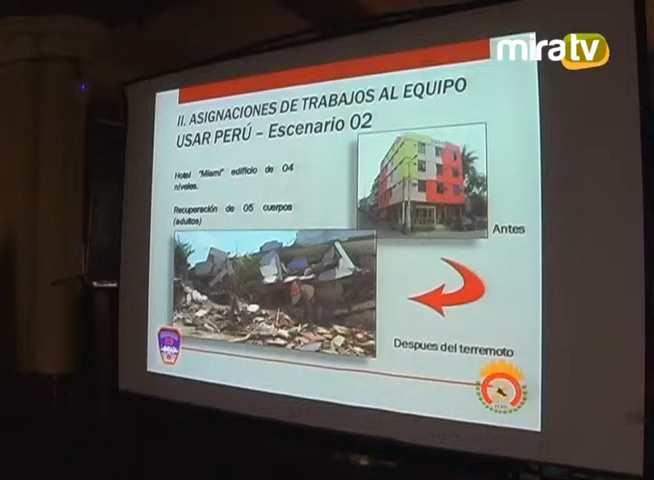 miratv
II. ASIGNACIONES DE TRABAJOS AL EQUIPO
USAR PERÚ – Escenario 02
Hotel "Miami" edificio de 04
niveles.
Recuperación de 05 cuerpos
(adultos)
Antes
Despues del terremoto